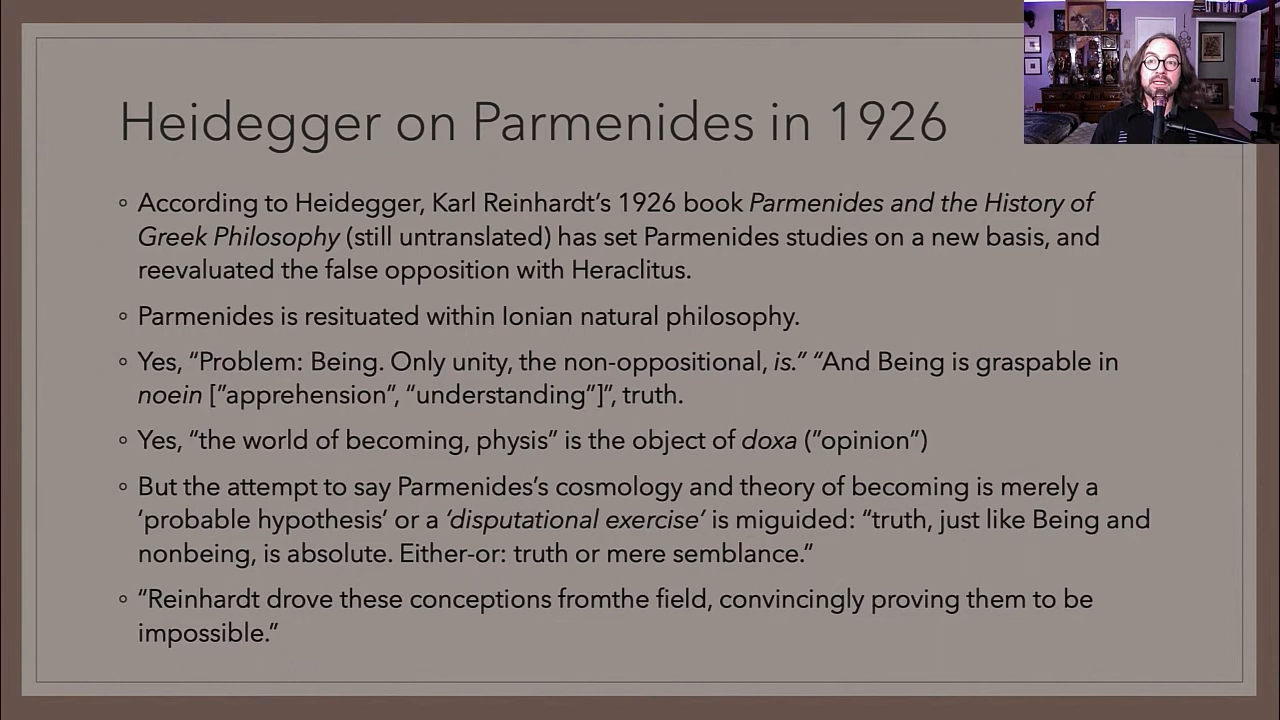 Heidegger on Parmenides in 1926
◦ According to Heidegger, Karl Reinhardt’s 1926 book Parmenides and the History of
Greek Philosophy (still untranslated) has set Parmenides studies on a new basis, and
reevaluated the false opposition with Heraclitus.
◦ Parmenides is resituated within Ionian natural philosophy.
◦ Yes, “Problem: Being. Only unity, the non-oppositional, is.” “And Being is graspable in
noein [”apprehension”, “understanding”]”, truth.
◦ Yes, “the world of becoming, physis” is the object of doxa (”opinion”)
◦ But the attempt to say Parmenides’s cosmology and theory of becoming is merely a
‘probable hypothesis’ or a ‘disputational exercise’ is miguided: “truth, just like Being and
nonbeing, is absolute. Either-or: truth or mere semblance.”
◦ “Reinhardt drove these conceptions fromthe field, convincingly proving them to be
impossible.”